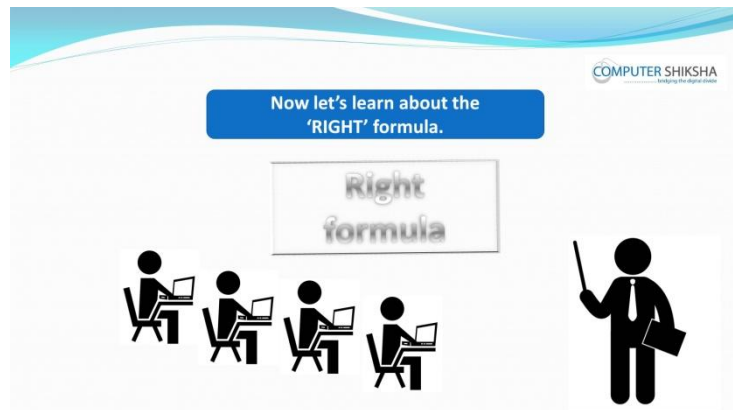 COMPUTER SHIKSHA
bridging the digital divide
Now let's learn about the
'RIGHT' formula.
Right
formula